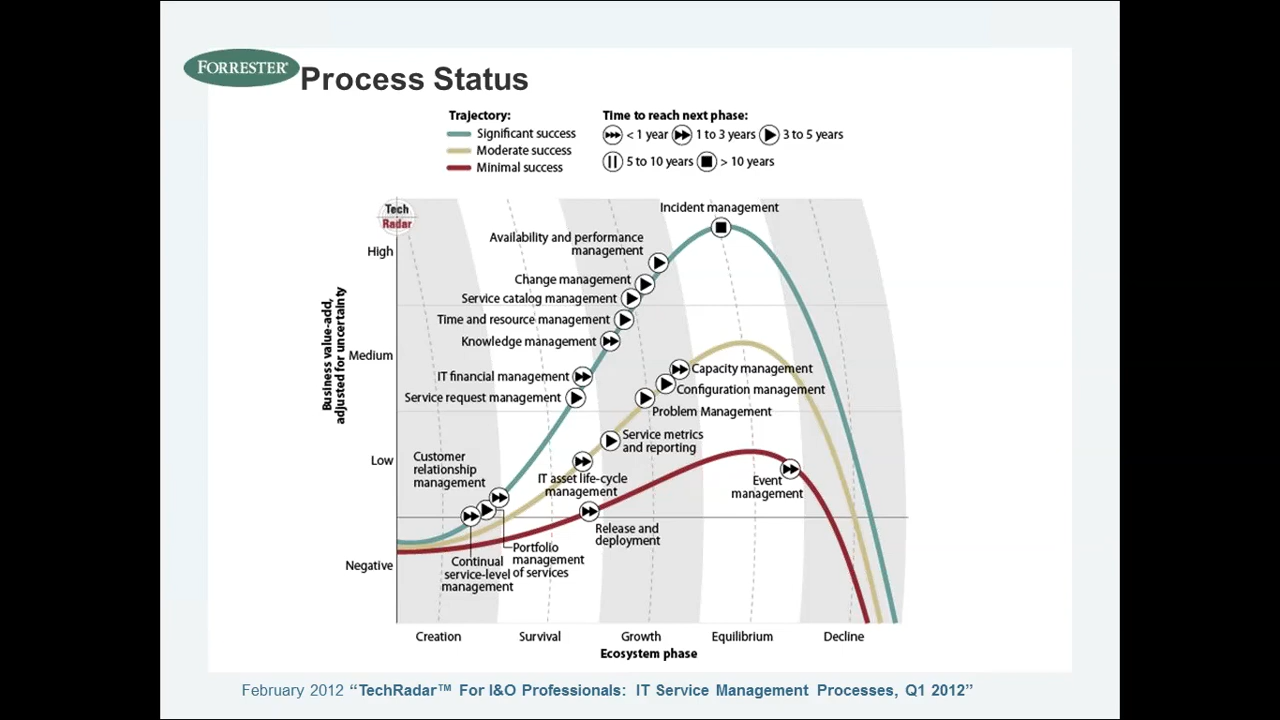 FORRESTER®
Process Status
Trajectory:
Significant success
Moderate success
Minimal success
Time to reach next phase:
< 1 year
1 to 3 years
3 to 5 years
5 to 10 years
> 10 years
Tech
Radar
Business value-add,
adjusted for uncertainty
High
Medium
Low
Negative
Incident management
Availability and performance
management
Change management
Service catalog management
Time and resource management
Knowledge management
IT financial management
Service request management
Capacity management
Configuration management
Problem Management
Service metrics
and reporting
Customer
relationship
management
IT asset life-cycle
management
Event
management
Release and
deployment
Portfolio
management
of services
Continual
service-level
management
Creation
Survival
Growth
Equilibrium
Decline
Ecosystem phase
February 2012 “TechRadar™ For I&O Professionals: IT Service Management Processes, Q1 2012”